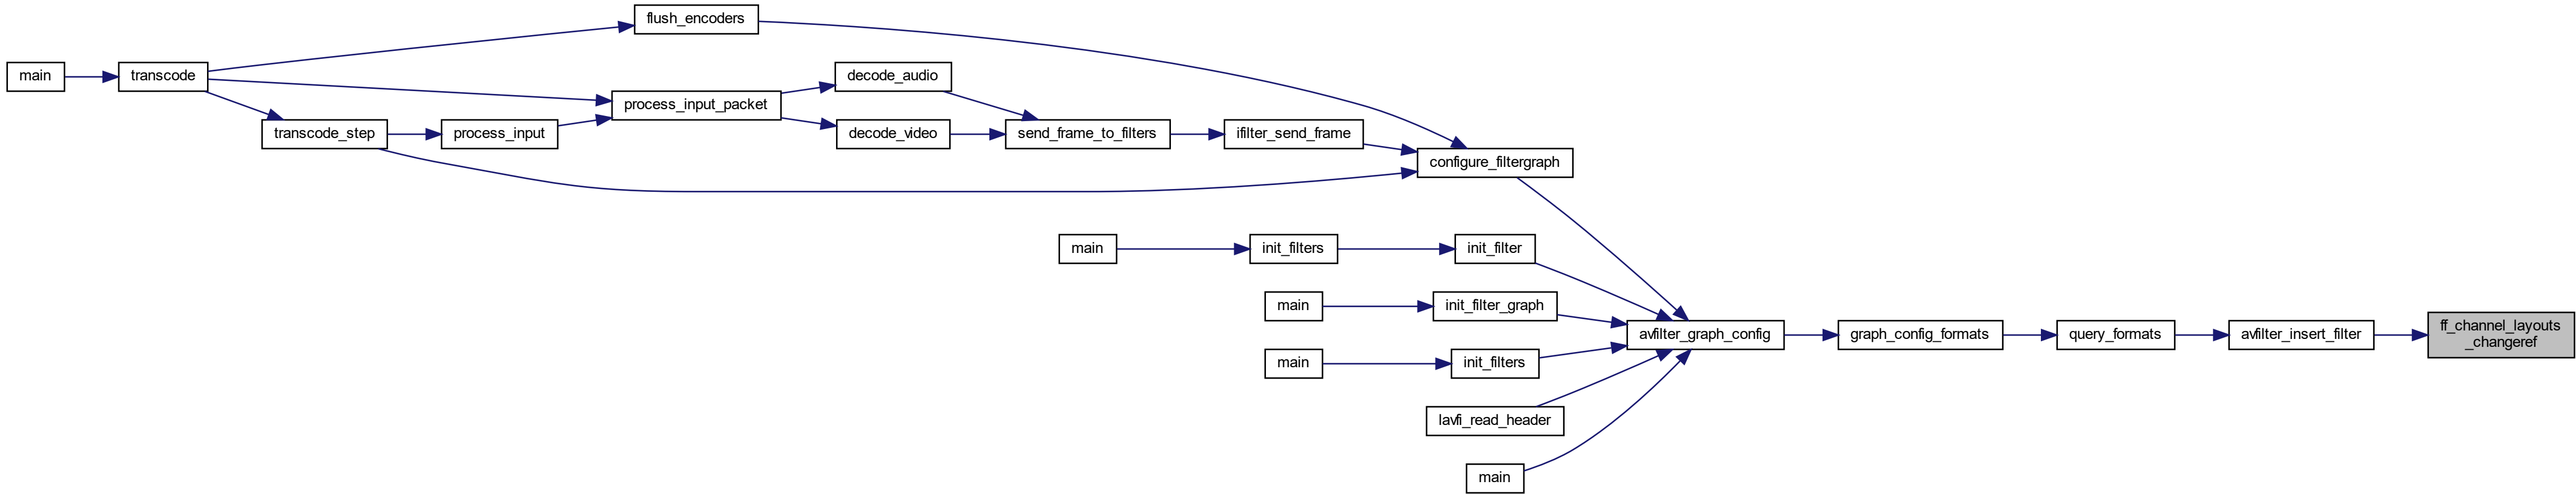 flush_encoders
main
transcode
decode_audio
process_input_packet
transcode_step
process_input
decode_video
send_frame_to_filters
ifilter_send_frame
configure_filtergraph
main
init_filters
init_filter
main
init_filter_graph
avfilter_graph_config
graph_config_formats
query_formats
avfilter_insert_filter
ff_channel_layouts
_changeref
main
init_filters
lavfi_read_header
main